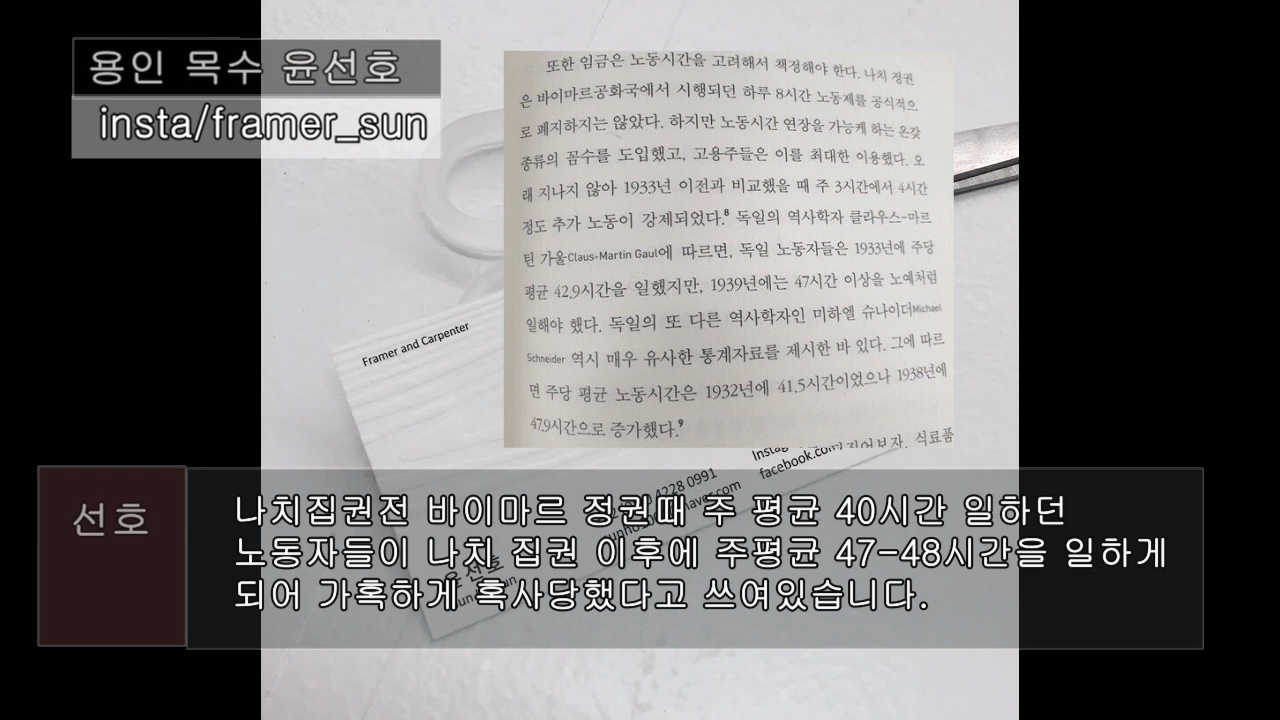 용인 목수 윤선호
insta/framer_sun
또한 임금은 노동시간을 고려해서 책정해야 한다. 나치 정권
은 바이마르공화국에서 시행되던 하루 8시간 노동제를 공식적으
로 폐지하지는 않았다. 하지만 노동시간 연장을 가능케 하는 온갖
종류의 꼼수를 도입했고, 고용주들은 이를 최대한 이용했다. 오
래 지나지 않아 1933년 이전과 비교했을 때 주 3시간에서 4시간
정도 추가 노동이 강제되었다.8 독일의 역사학자 클라우스-마르
틴 가울Claus-Martin Gaul에 따르면, 독일 노동자들은 1933년에 주당
평균 42.9시간을 일했지만, 1939년에는 47시간 이상을 노예처럼
일해야 했다. 독일의 또 다른 역사학자인 미하엘 슈나이더Michael
Schneider 역시 매우 유사한 통계자료를 제시한 바 있다. 그에 따르
면 주당 평균 노동시간은 1932년에 41.5시간이었으나 1938년에
47.9시간으로 증가했다.9
식료품
Framer and Carpenter
4228 0991
facebook.com
선호
나치집권전 바이마르 정권때 주 평균 40시간 일하던
노동자들이 나치 집권 이후에 주평균 47-48시간을 일하게
되어 가혹하게 혹사당했다고 쓰여있습니다.